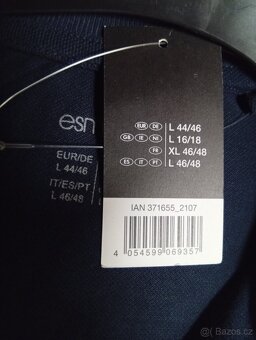 esm
EUR/DE
L 44/46
IT/ES/PT
L 46/48
EUR DE L 44/46
GB IE NI L 16/18
FR XL 46/48
ES IT PT L 46/48
IAN 371655_2107
4 054599 069357
Bazos.cz